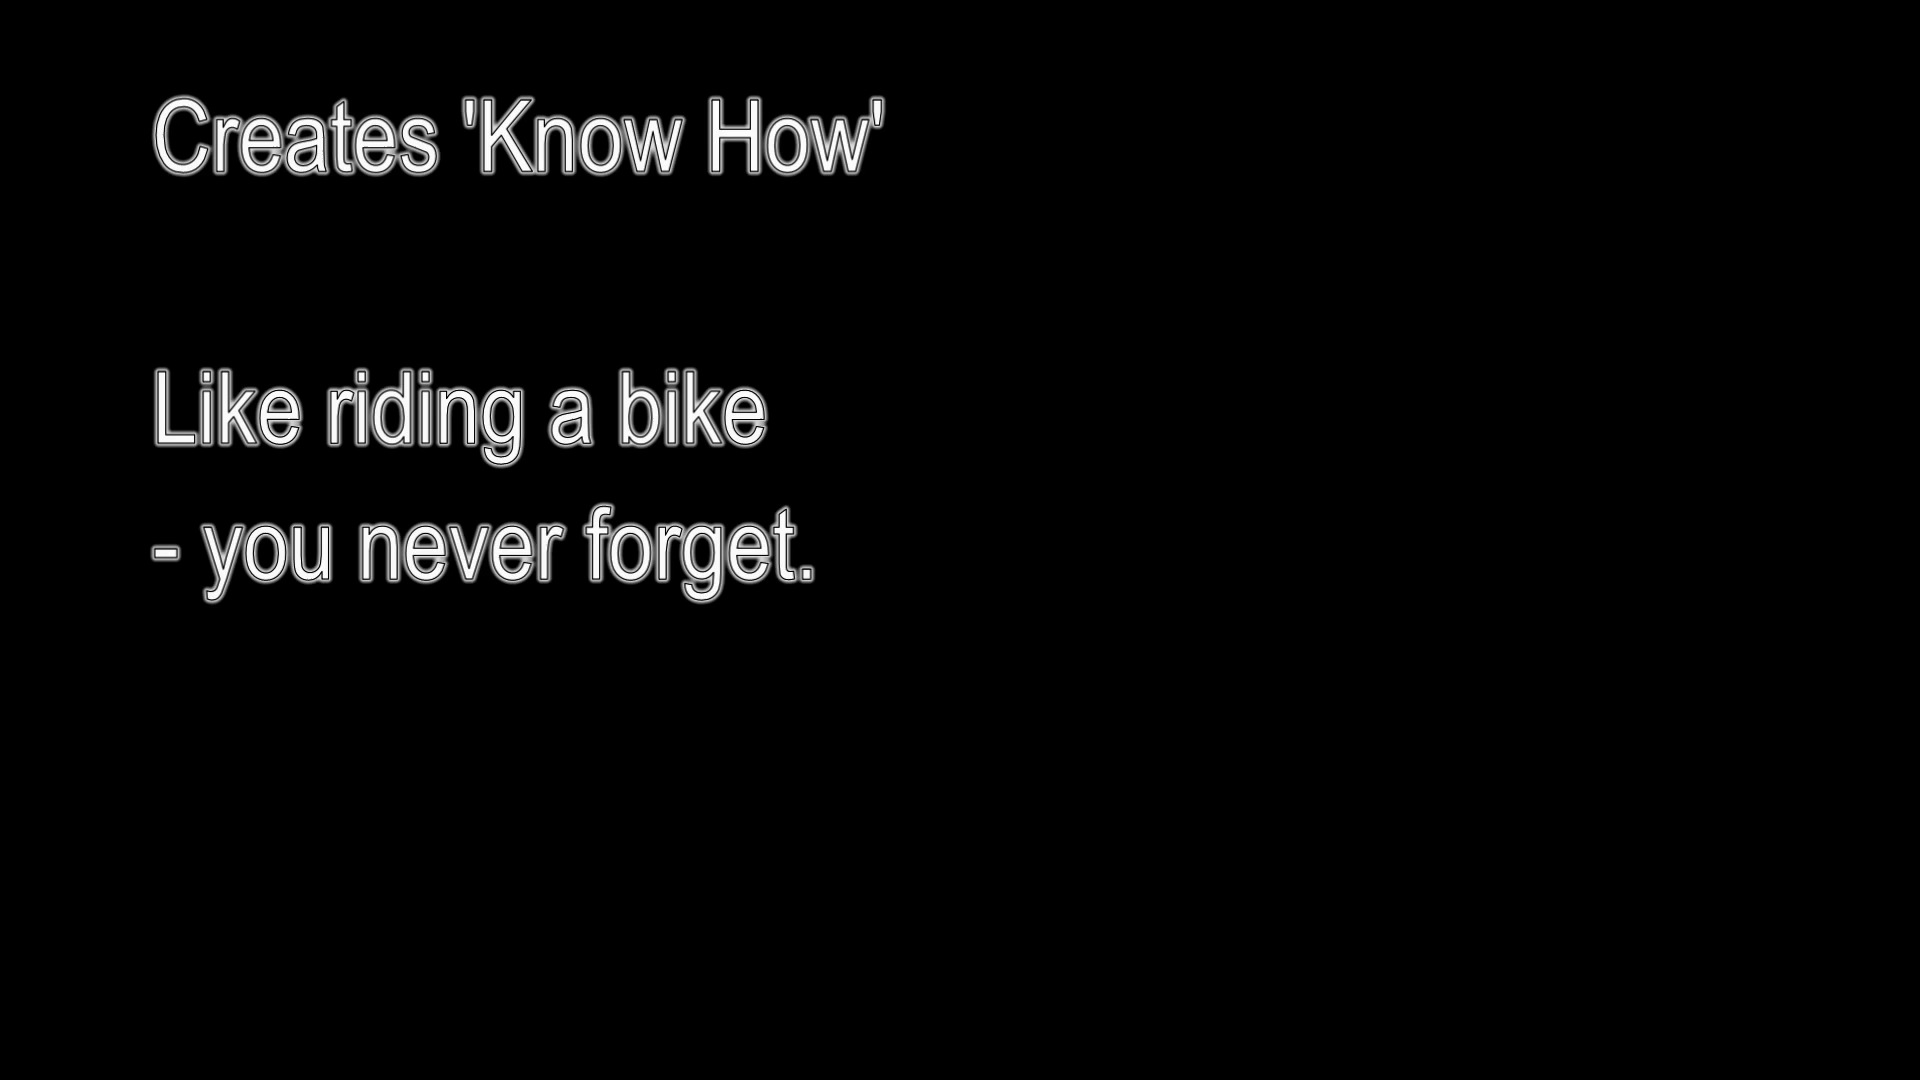 Creates 'Know How'
Like riding a bike
- you never forget.